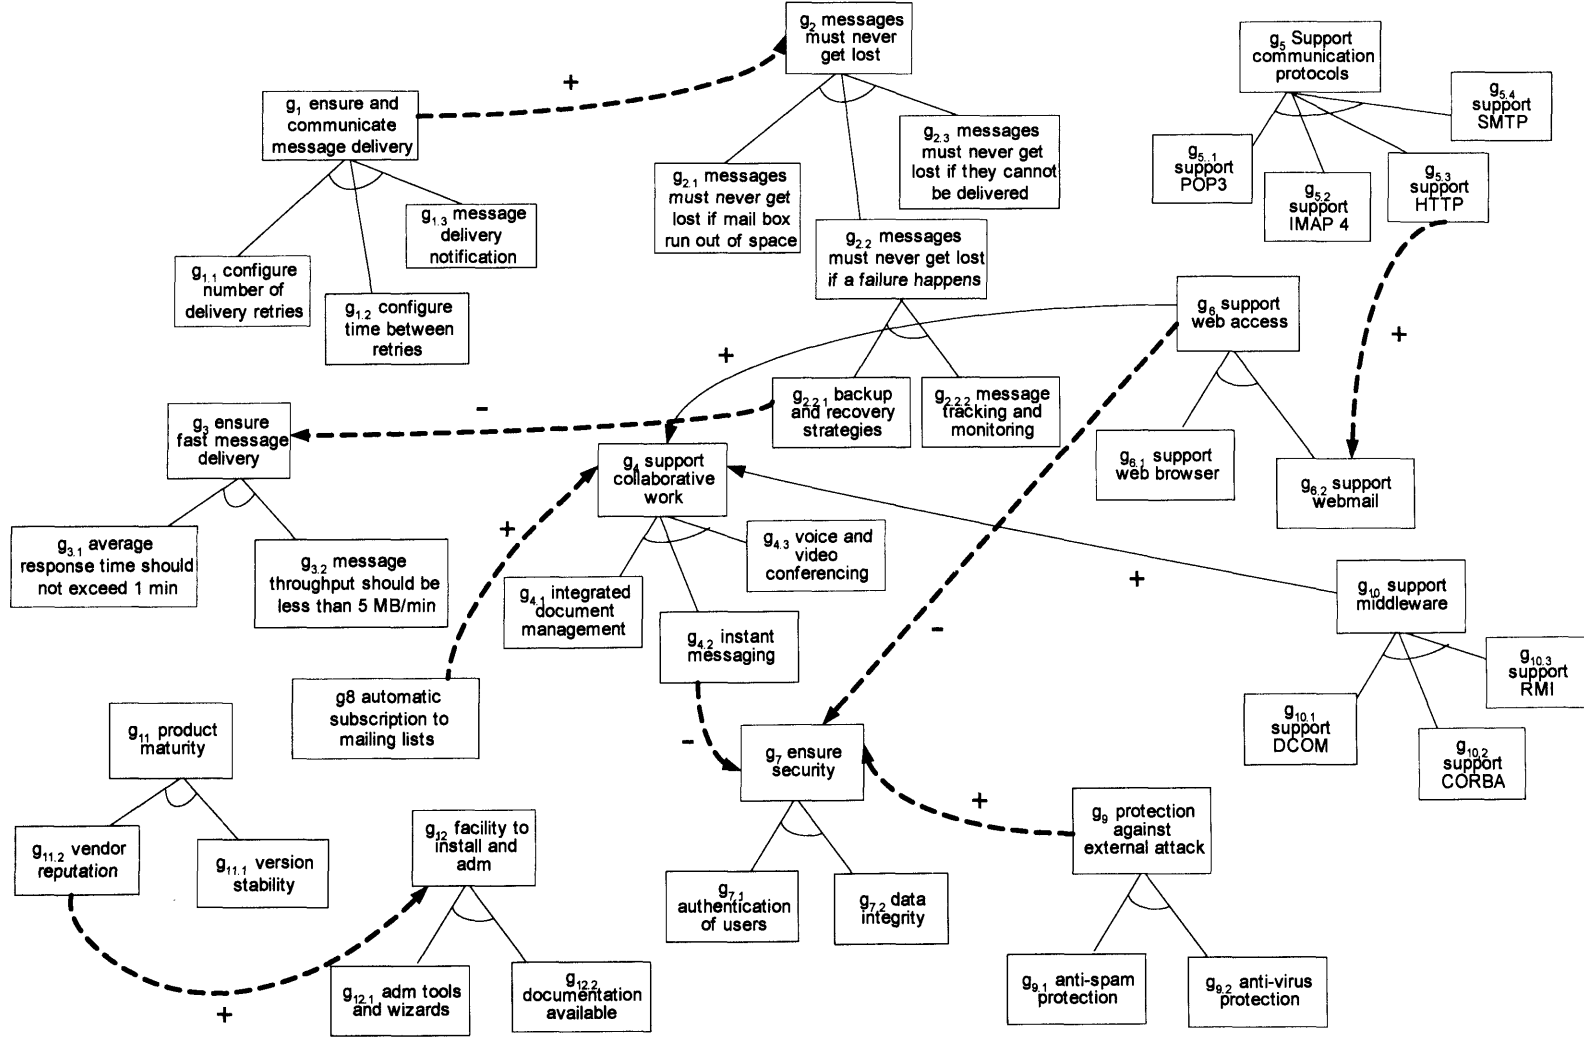 g2 messages
must never
get lost
+
g5 Support
communication
protocols
g5.4
support
SMTP
g1 ensure and
communicate
message delivery
g2.3 messages
must never get
lost if they cannot
be delivered
g5..1
support
POP3
g5.3
support
HTTP
g2.1 messages
must never get
lost if mail box
run out of space
g5.2
support
IMAP 4
g1.3 message
delivery
notification
g2.2 messages
must never get lost
if a failure happens
g1.1 configure
number of
delivery retries
g1.2 configure
time between
retries
g6 support
web access
+
+
g2.2.1 backup
and recovery
strategies
g2.2.2 message
tracking and
monitoring
-
g3 ensure
fast message
delivery
g4 support
collaborative
work
g6.1 support
web browser
g6.2 support
webmail
+
g3.1 average
response time should
not exceed 1 min
g3.2 message
throughput should be
less than 5 MB/min
g4.3 voice and
video
conferencing
g4.1 integrated
document
management
+
g10 support
middleware
g4.2 instant
messaging
-
g10.3
support
RMI
g8 automatic
subscription to
mailing lists
g10.1
support
DCOM
g11 product
maturity
-
g7 ensure
security
g10.2
support
CORBA
+
g9 protection
against
external attack
g11.2 vendor
reputation
g11.1 version
stability
g12 facility to
install and
adm
g7.1
authentication
of users
g7.2 data
integrity
g12.1 adm tools
and wizards
g12.2
documentation
available
g9.1 anti-spam
protection
g9.2 anti-virus
protection
+